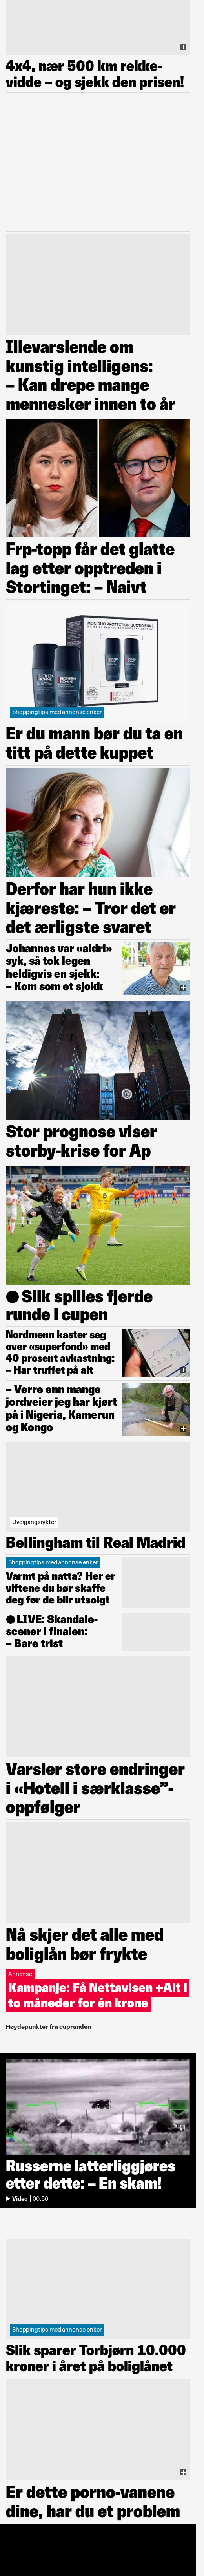 4x4, nær 500 km rekke-
vidde – og sjekk den prisen!
Illevarslende om
kunstig intelligens:
– Kan drepe mange
mennesker innen to år
Frp-topp får det glatte
lag etter opptreden i
Stortinget: – Naivt
MON DUO PROTECTION QUOTIDIENNE
BIOTHERM HOMME
Shoppingtips med annonselenker
Er du mann bør du ta en
titt på dette kuppet
Derfor har hun ikke
kjæreste: – Tror det er
det ærligste svaret
Johannes var «aldri»
syk, så tok legen
heldigvis en sjekk:
– Kom som et sjokk
Stor prognose viser
storby-krise for Ap
● Slik spilles fjerde
runde i cupen
Nordmenn kaster seg
over «superfond» med
40 prosent avkastning:
– Har truffet på alt
– Verre enn mange
jordveier jeg har kjørt
på i Nigeria, Kamerun
og Kongo
Overgangsrykter
Bellingham til Real Madrid
Shoppingtips med annonselenker
Varmt på natta? Her er
viftene du bør skaffe
deg før de blir utsolgt
● LIVE: Skandale-
scener i finalen:
– Bare trist
Varsler store endringer
i «Hotell i særklasse”-
oppfølger
Nå skjer det alle med
boliglån bør frykte
Annonse
Kampanje: Få Nettavisen +Alt i
to måneder for én krone
Høydepunkter fra cuprunden
Russerne latterliggjøres
etter dette: – En skam!
Video | 00:56
Shoppingtips med annonselenker
Slik sparer Torbjørn 10.000
kroner i året på boliglånet
Er dette porno-vanene
dine, har du et problem